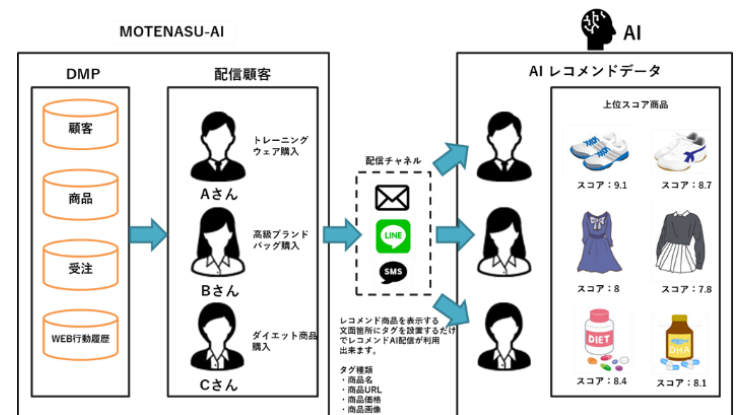 MOTENASU-AI
AI
DMP
配信顧客
AI レコメンドデータ
顧客
商品
受注
WEB行動履歴
トレーニング
ウェア購入
Aさん
高級ブランド
バッグ購入
Bさん
ダイエット商品
購入
Cさん
配信チャネル
LINE
SMS
レコメンド商品を表示する
文面箇所にタグを設置するだけ
でレコメンドAI配信が利用
出来ます。
タグ種類
・商品名
・商品URL
・商品価格
・商品画像
上位スコア商品
スコア：9.1
スコア：8.7
スコア：8
スコア：7.8
DIET
DHA
スコア：8.4
スコア：8.1